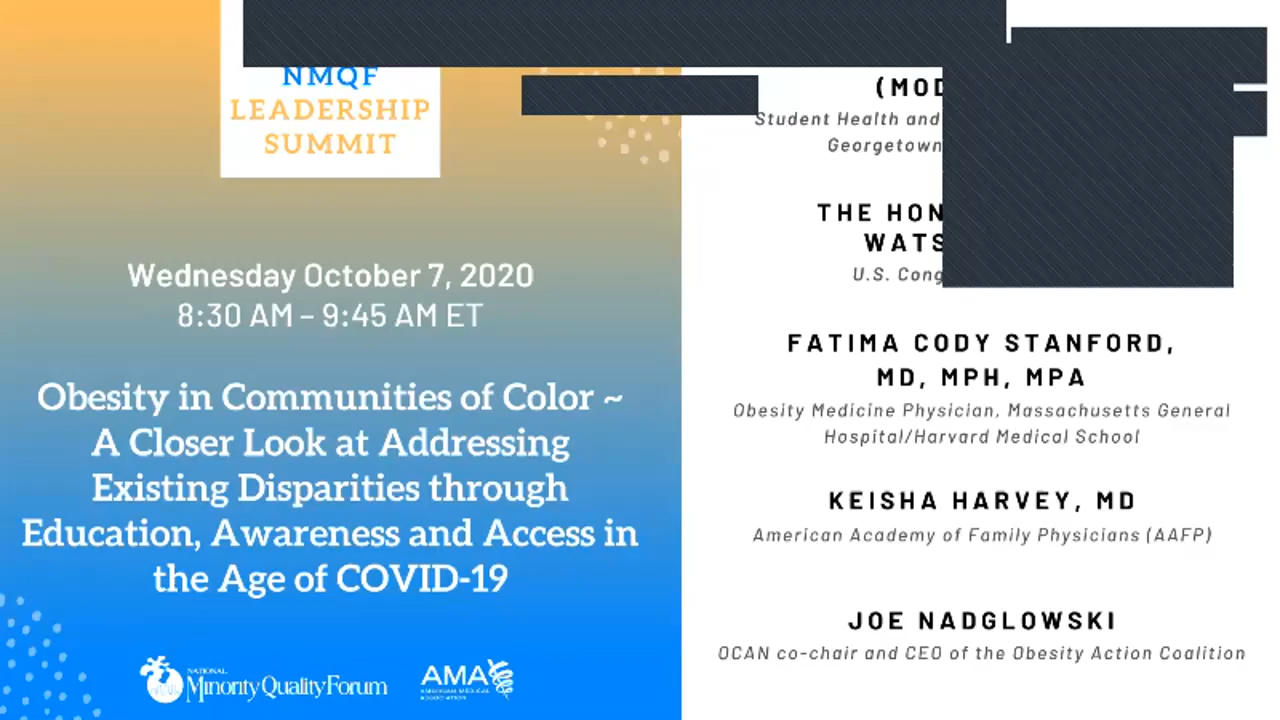 NMQF
LEADERSHIP
SUMMIT
Wednesday October 7, 2020
8:30 AM – 9:45 AM ET
Obesity in Communities of Color ~
A Closer Look at Addressing
Existing Disparities through
Education, Awareness and Access in
the Age of COVID-19
NATIONAL
Minority Quality Forum
AMA
AMERICAN MEDICAL
ASSOCIATION
(MOD
Student Health and
Georgetown
THE HON
WATS
U.S. Cong
FATIMA CODY STANFORD,
MD, MPH, MPA
Obesity Medicine Physician, Massachusetts General
Hospital/Harvard Medical School
KEISHA HARVEY, MD
American Academy of Family Physicians (AAFP)
JOE NADGLOWSKI
OCAN co-chair and CEO of the Obesity Action Coalition